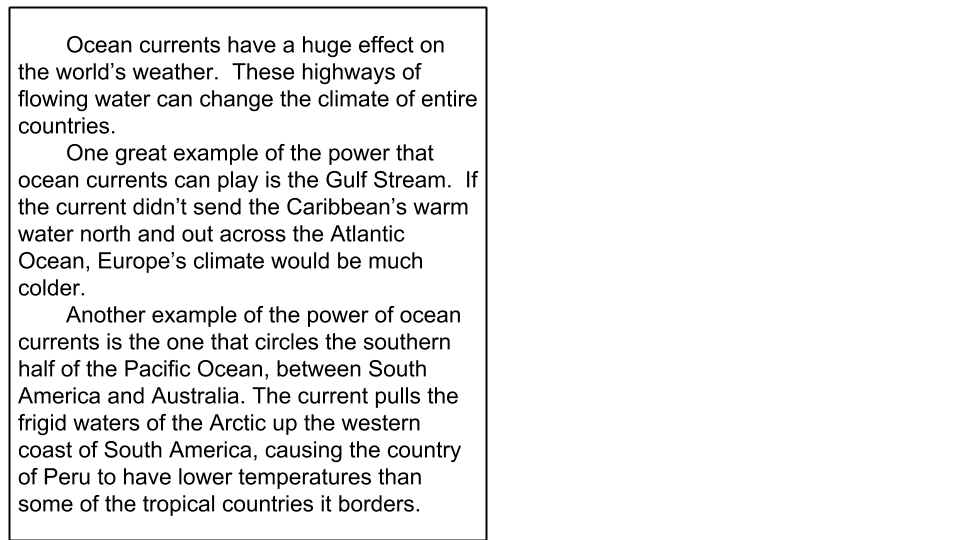 Ocean currents have a huge effect on
the world’s weather.  These highways of
flowing water can change the climate of entire
countries.
One great example of the power that
ocean currents can play is the Gulf Stream.  If
the current didn’t send the Caribbean’s warm
water north and out across the Atlantic
Ocean, Europe’s climate would be much
colder.
Another example of the power of ocean
currents is the one that circles the southern
half of the Pacific Ocean, between South
America and Australia. The current pulls the
frigid waters of the Arctic up the western
coast of South America, causing the country
of Peru to have lower temperatures than
some of the tropical countries it borders.